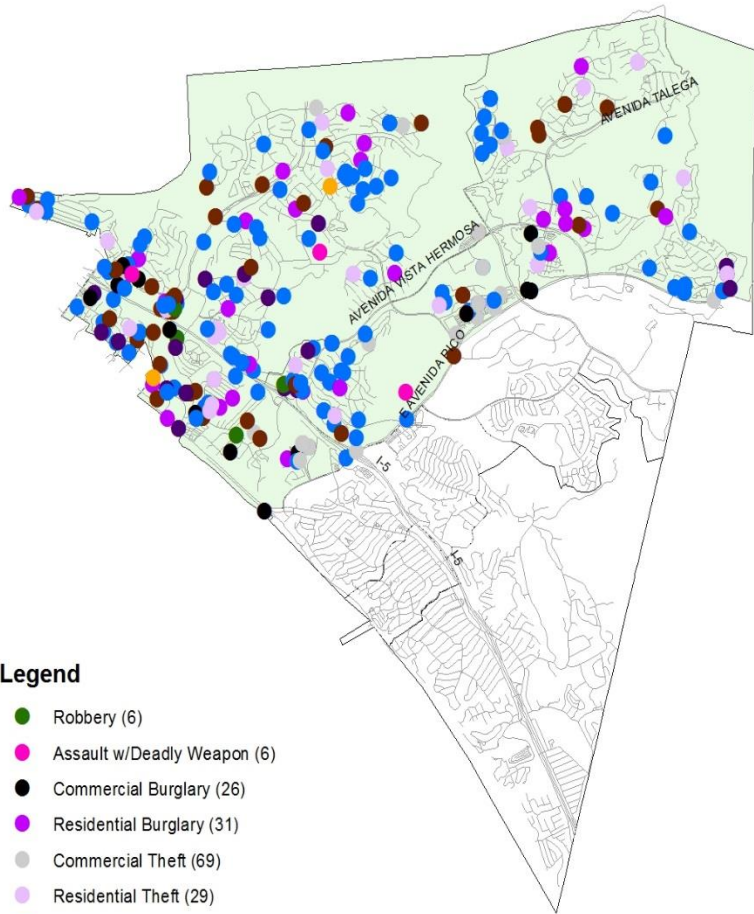 AVENIDA TALEGA
AVENIDA VISTA HERMOSA
E AVENIDA PICO
I-5
I-5
Legend
Robbery (6)
Assault w/Deadly Weapon (6)
Commercial Burglary (26)
Residential Burglary (31)
Commercial Theft (69)
Residential Theft (29)